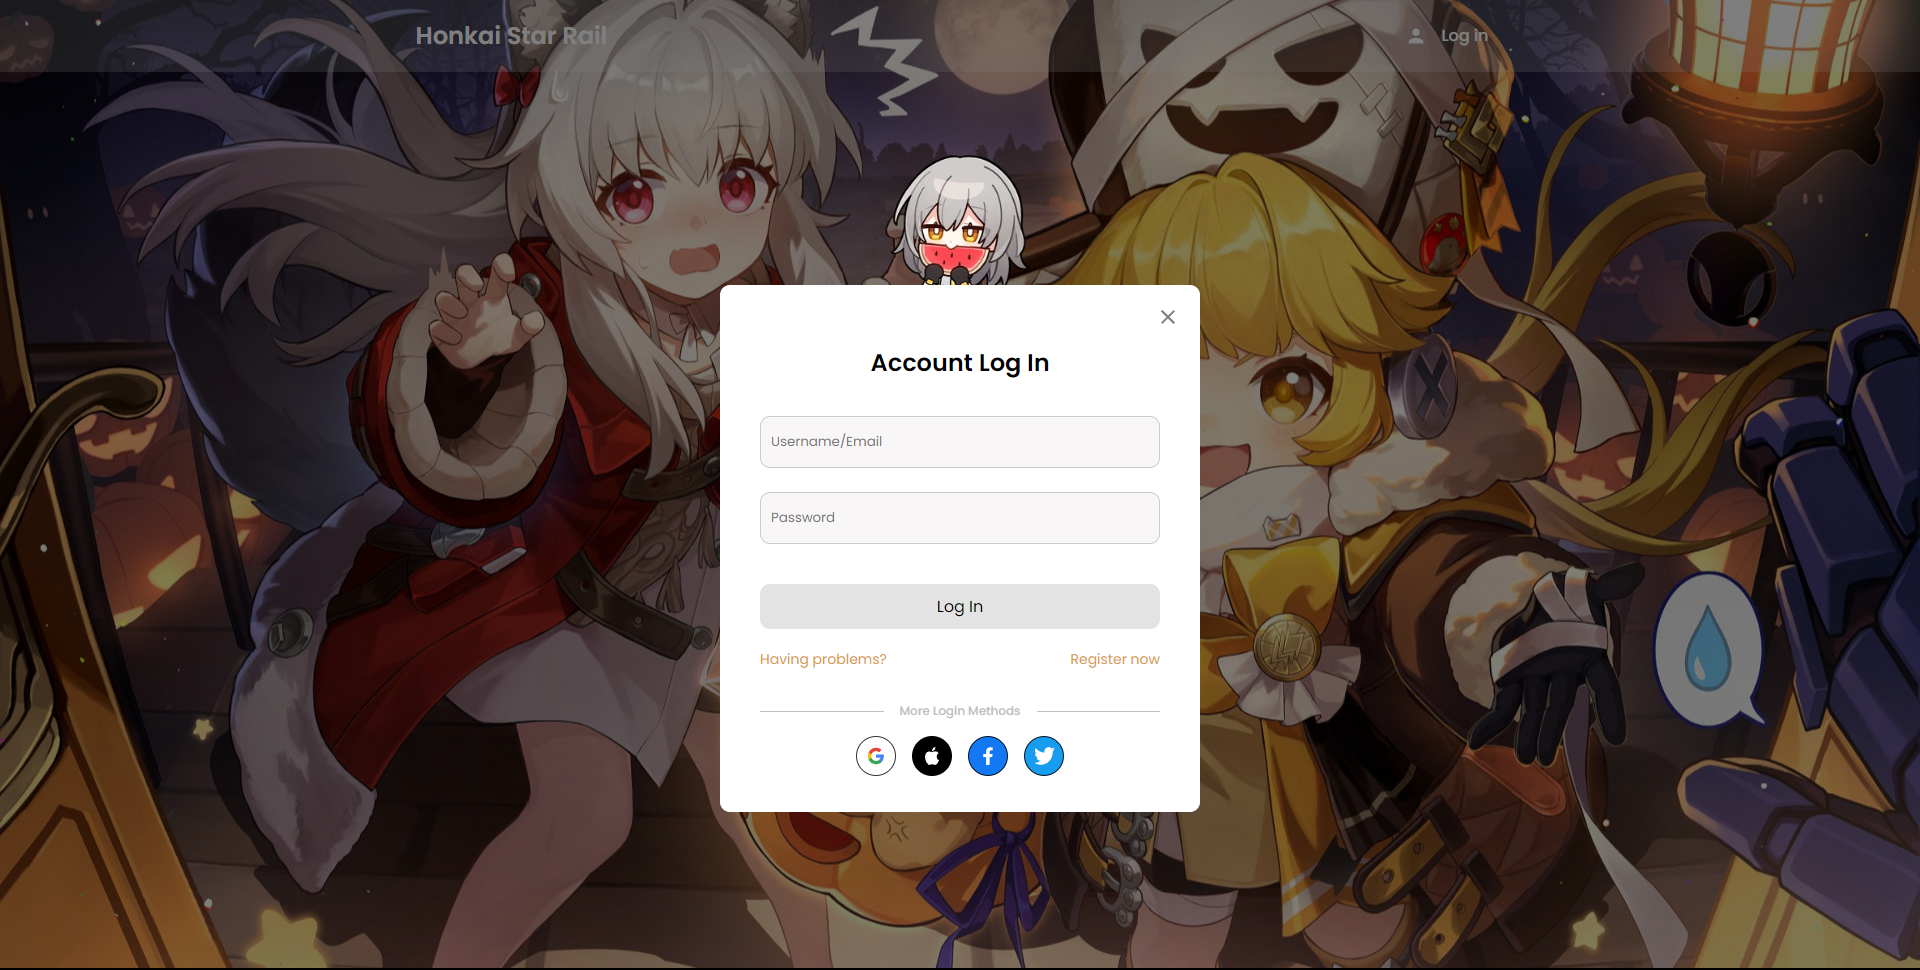 Honkai Star Rail
Log In
Account Log In
Username/Email
Password
Log In
Having problems?
Register now
More Login Methods